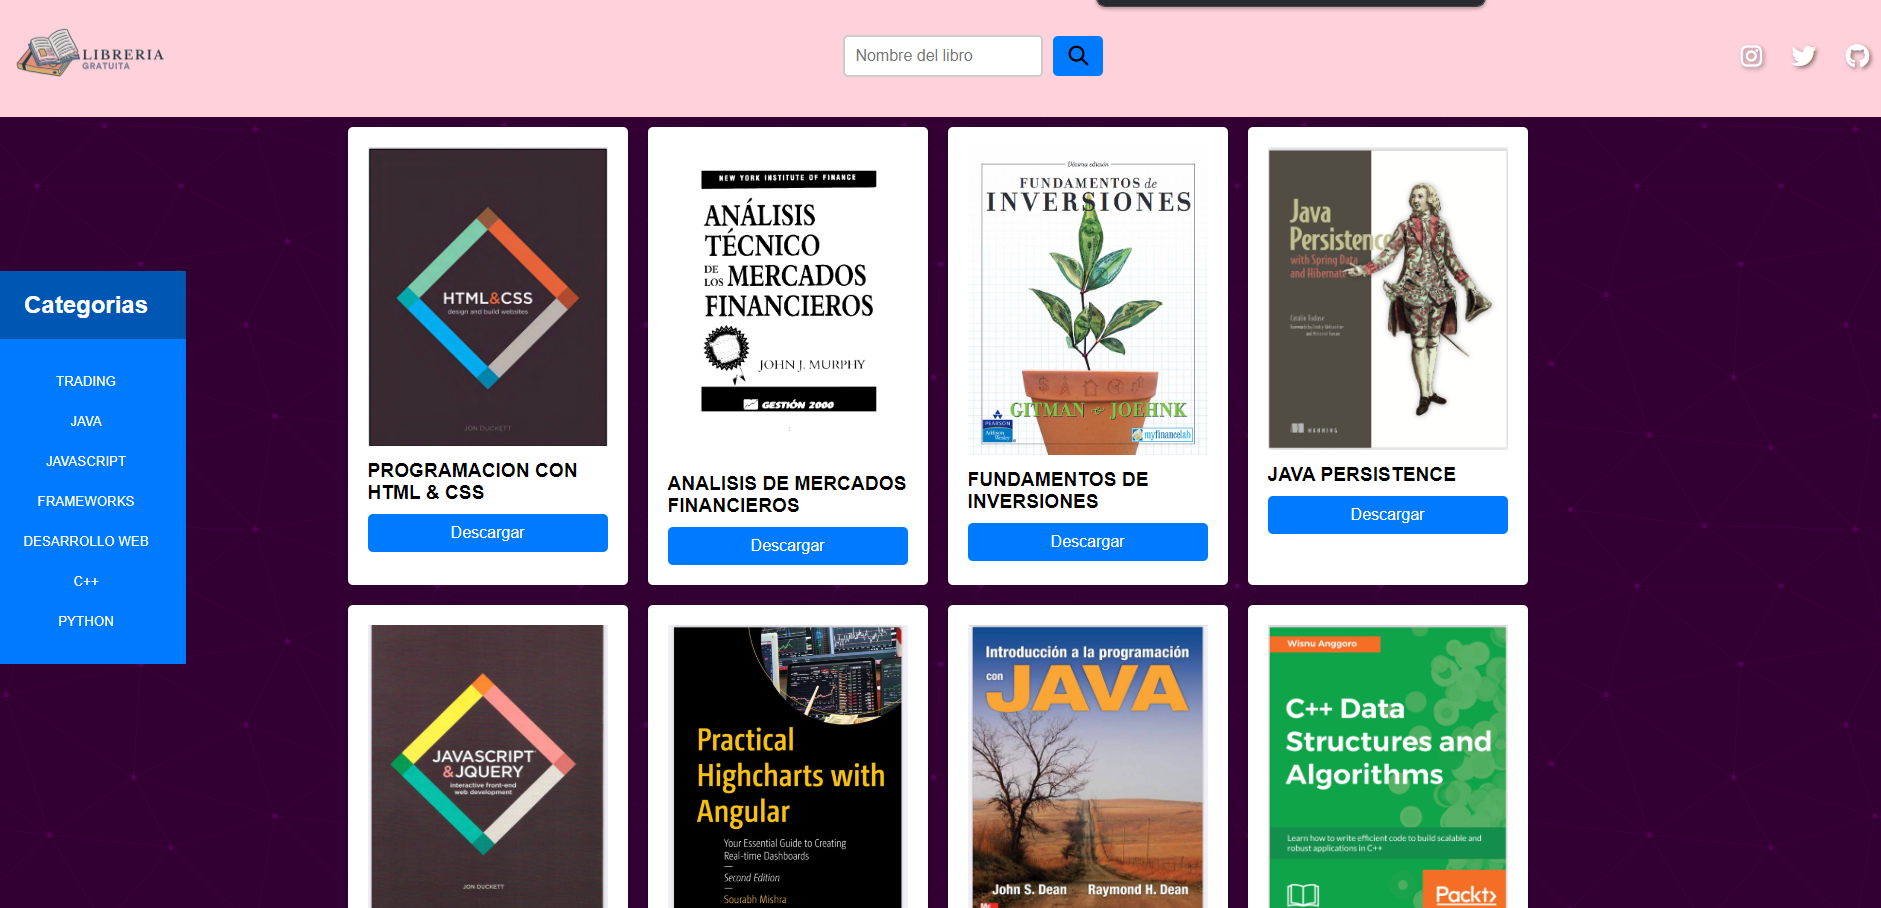 LIBRERIA
GRATUITA
Nombre del libro
Categorias
TRADING
JAVA
JAVASCRIPT
FRAMEWORKS
DESARROLLO WEB
C++
PYTHON
HTML&CSS
design and build websites
JON DUCKETT
PROGRAMACION CON
HTML & CSS
Descargar
NEW YORK INSTITUTE OF FINANCE
ANÁLISIS
TÉCNICO
DE LOS MERCADOS
FINANCIEROS
JOHN J. MURPHY
GESTIÓN 2000
ANALISIS DE MERCADOS
FINANCIEROS
Descargar
Décima edición
FUNDAMENTOS de
INVERSIONES
GITMAN & JOEHNK
PEARSON
Addison
Wesley
myfinancelab
FUNDAMENTOS DE
INVERSIONES
Descargar
Java
Persistence
with Spring Data
and Hibernate
Cătălin Tudose
MANNING
JAVA PERSISTENCE
Descargar
JAVASCRIPT
&JQUERY
interactive front-end
web development
JON DUCKETT
Practical
Highcharts with
Angular
Your Essential Guide to Creating
Real-time Dashboards
Second Edition
Sourabh Mishra
Introducción a la programación
con
JAVA
John S. Dean Raymond H. Dean
Mc
Wisnu Anggoro
C++ Data
Structures and
Algorithms
Learn how to write efficient code to build scalable and
robust applications in C++
Packt>